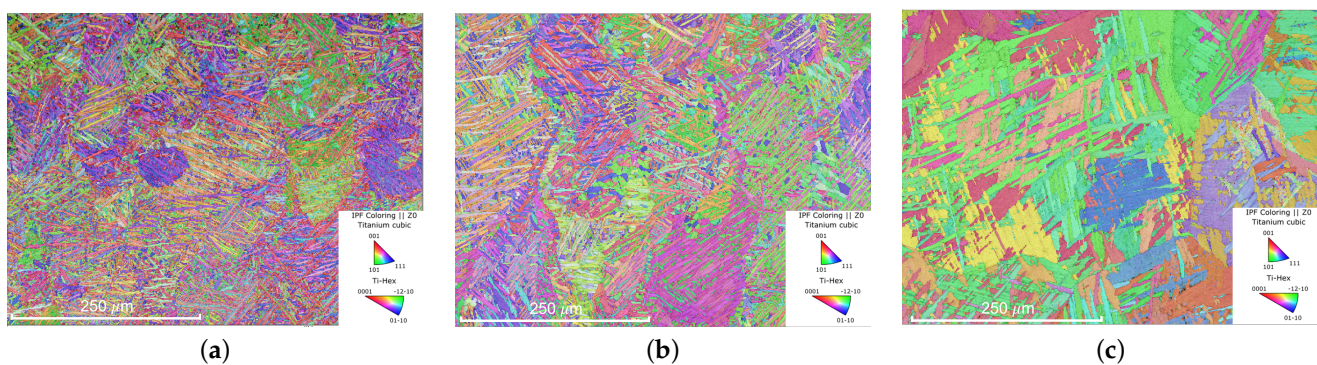 IPF Coloring || Z0
Titanium cubic
001
101
111
Ti-Hex
0001
-12-10
01-10
250 μm
(a)
IPF Coloring || Z0
Titanium cubic
001
101
111
Ti-Hex
0001
-12-10
01-10
250 μm
(b)
IPF Coloring || Z0
Titanium cubic
001
101
111
Ti-Hex
0001
-12-10
01-10
250 μm
(c)